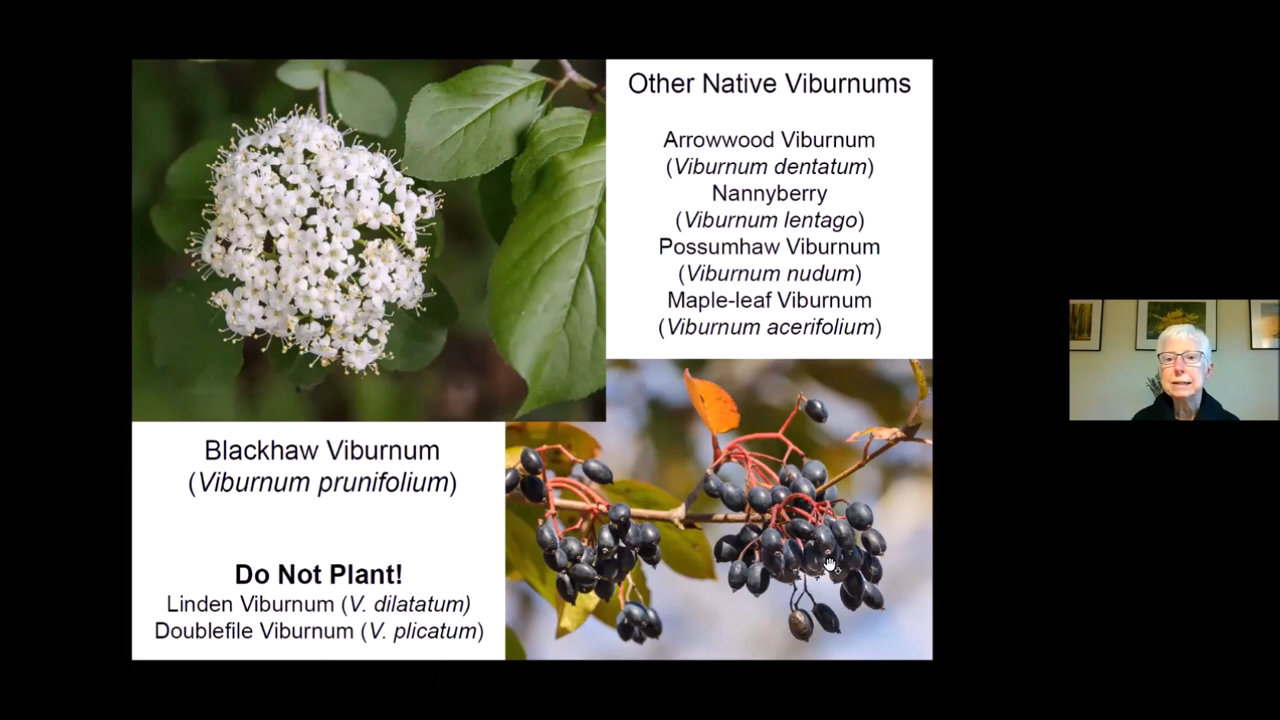 Other Native Viburnums
Arrowwood Viburnum
(Viburnum dentatum)
Nannyberry
(Viburnum lentago)
Possumhaw Viburnum
(Viburnum nudum)
Maple-leaf Viburnum
(Viburnum acerifolium)
Blackhaw Viburnum
(Viburnum prunifolium)
Do Not Plant!
Linden Viburnum (V. dilatatum)
Doublefile Viburnum (V. plicatum)